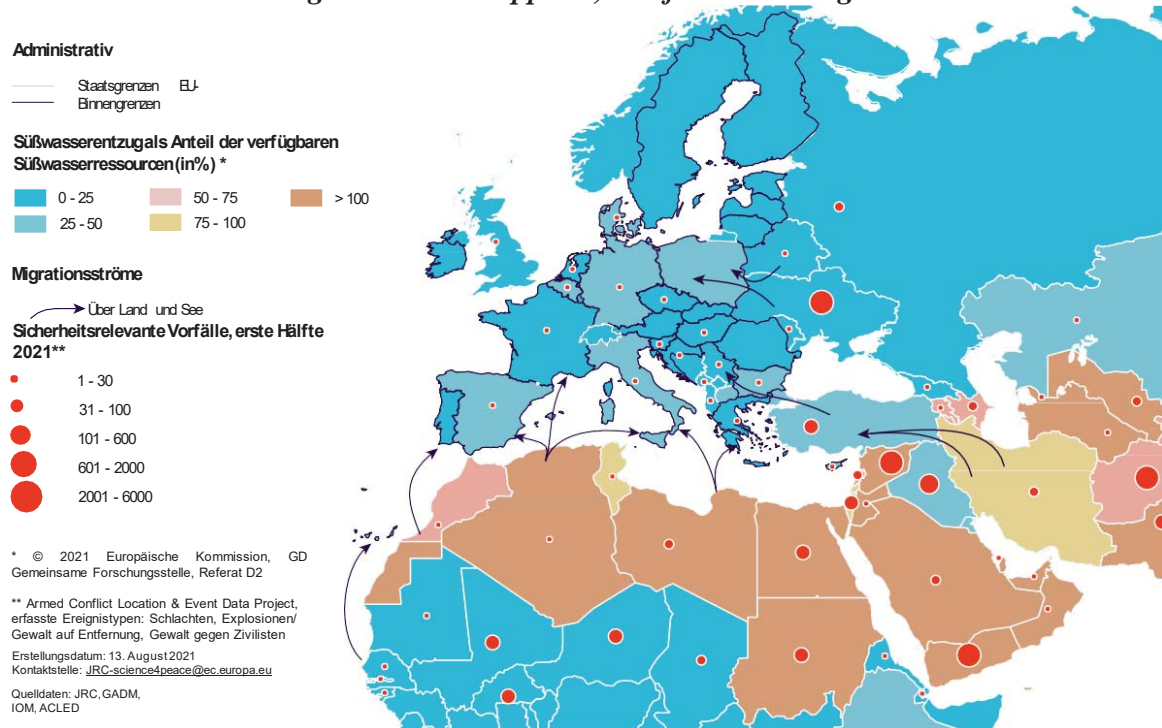 Administrativ
Staatsgrenzen EU-
Binnengrenzen
Süßwasserentzugals Anteil der verfügbaren
Süßwasserressourcen(in%) *
0 - 25
50 - 75
> 100
25 - 50
75 - 100
Migrationsströme
Über Land und See
Sicherheitsrelevante Vorfälle, erste Hälfte
2021**
1 - 30
31 - 100
101 - 600
601 - 2000
2001 - 6000
* © 2021 Europäische Kommission, GD
Gemeinsame Forschungsstelle, Referat D2
** Armed Conflict Location & Event Data Project,
erfasste Ereignistypen: Schlachten, Explosionen/
Gewalt auf Entfernung, Gewalt gegen Zivilisten
Erstellungsdatum: 13. August 2021
Kontaktstelle: JRC-science4peace@ec.europa.eu
Quelldaten: JRC, GADM,
IOM, ACLED